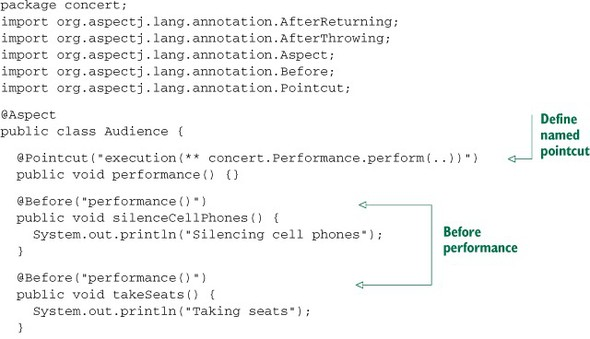 package concert;
import org.aspectj.lang.annotation.AfterReturning;
import org.aspectj.lang.annotation.AfterThrowing;
import org.aspectj.lang.annotation.Aspect;
import org.aspectj.lang.annotation.Before;
import org.aspectj.lang.annotation.Pointcut;
@Aspect
public class Audience {
@Pointcut("execution(** concert.Performance.perform(..))")
public void performance() {}
Define
named
pointcut
@Before("performance()")
public void silenceCellPhones() {
System.out.println("Silencing cell phones");
}
@Before("performance()")
public void takeSeats() {
System.out.println("Taking seats");
}
Before
performance